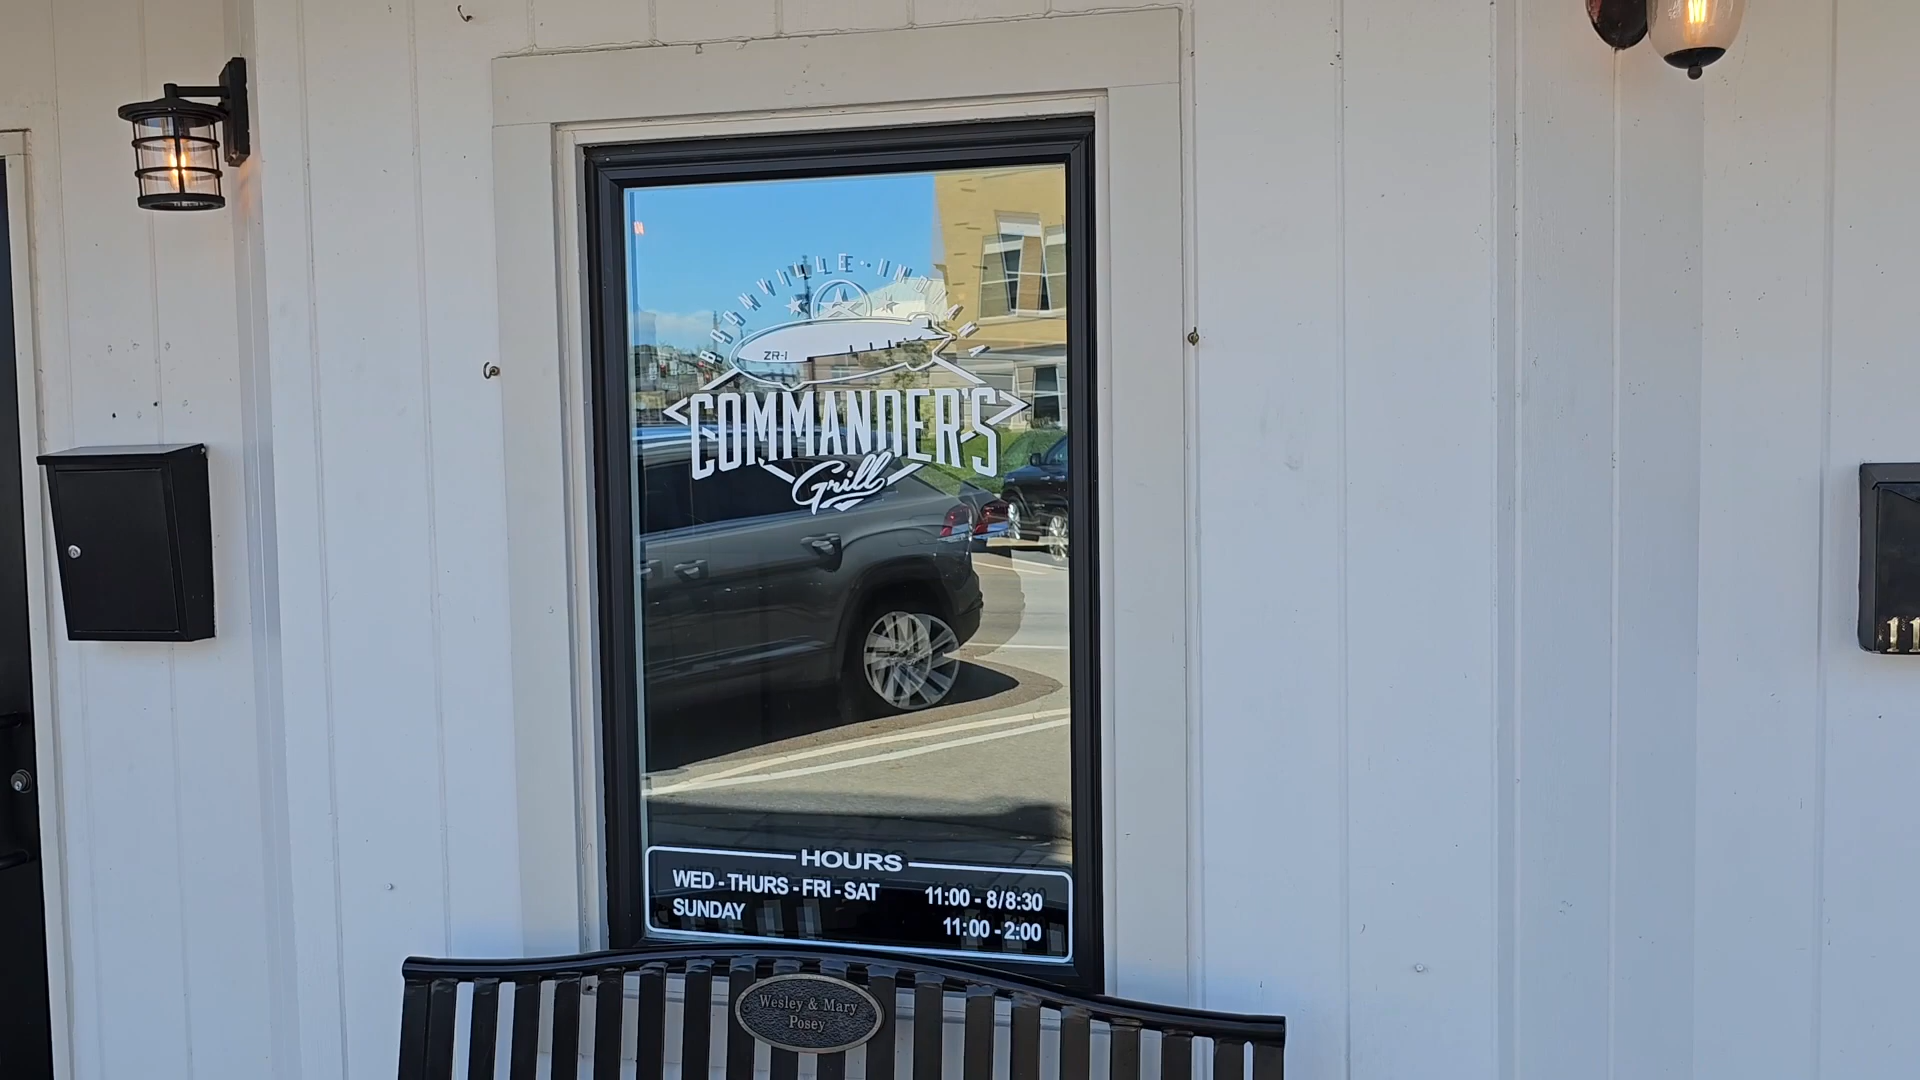 BOONVILLE · INDIANA
ZR-1
COMMANDER'S
Grill
HOURS
WED - THURS - FRI - SAT 11:00 - 8/8:30
SUNDAY 11:00 - 2:00
Wesley & Mary
Posey
11